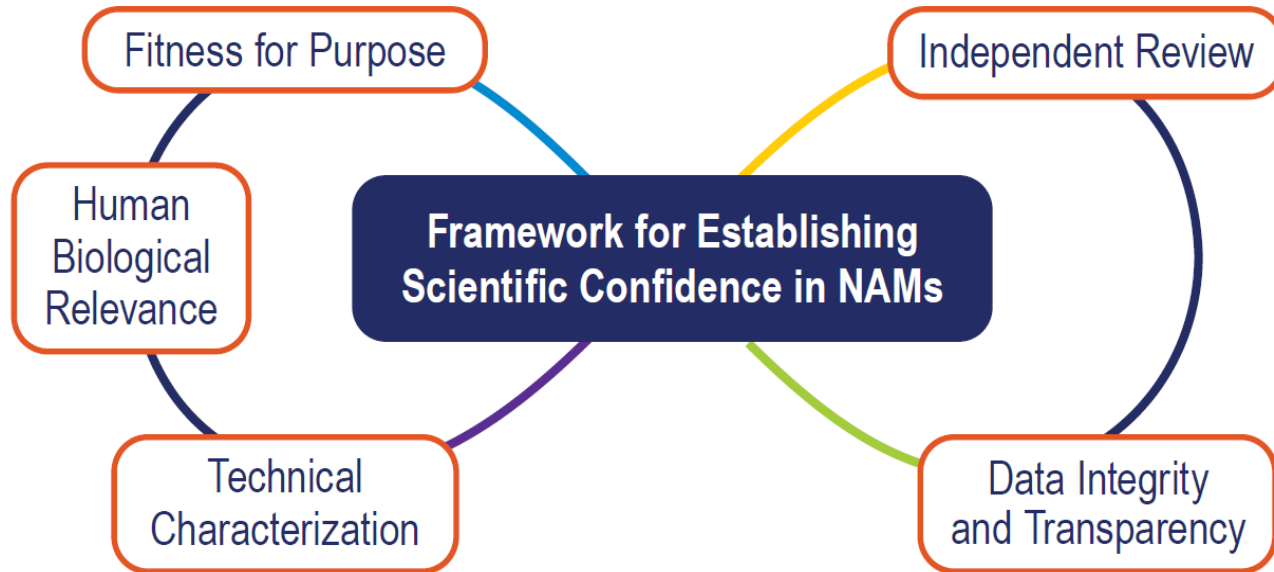 Fitness for Purpose
Independent Review
Human
Biological
Relevance
Framework for Establishing
Scientific Confidence in NAMs
Technical
Characterization
Data Integrity
and Transparency